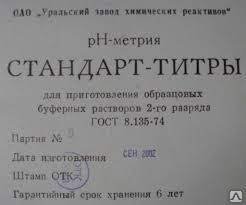 ОАО „Уральский завод химических реактивов"
рН-метрия
СТАНДАРТ-ТИТРЫ
для приготовления образцовых
буферных растворов 2-го разряда
ГОСТ 8.135-74
Партия №
Дата изготовления СЕН 2002
Штамп ОТК
Гарантийный срок хранения 6 лет